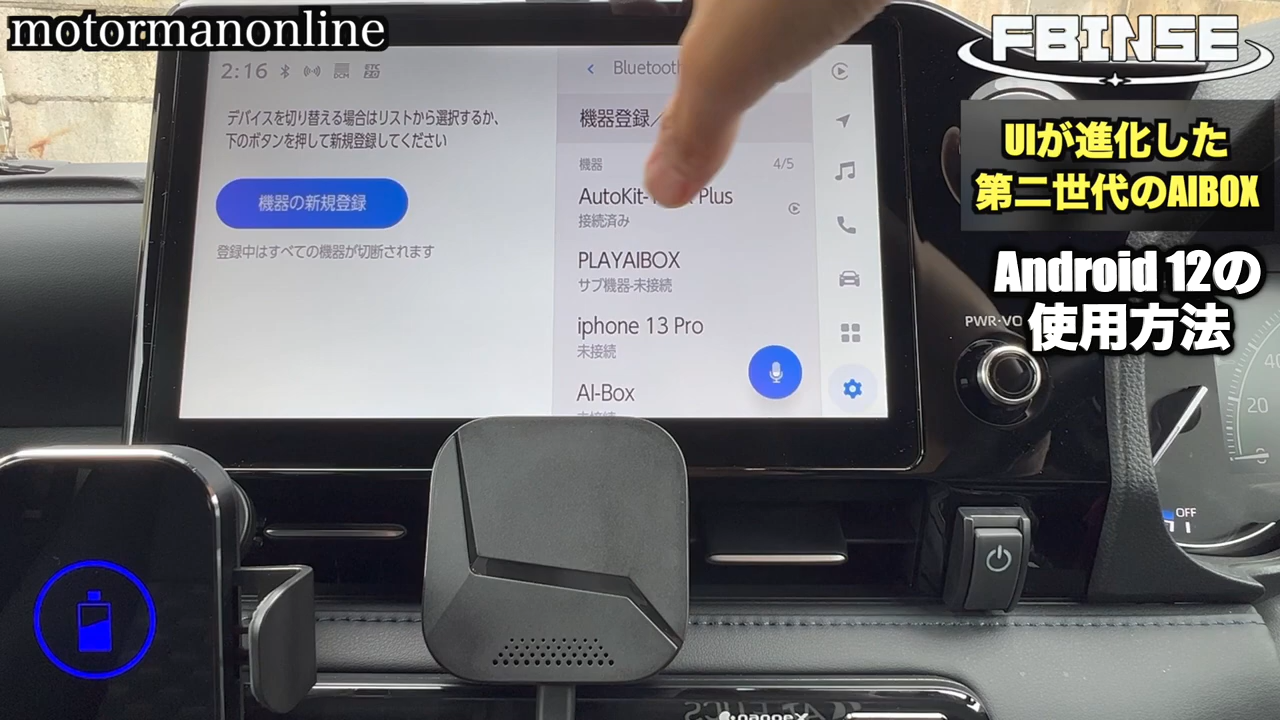 motormanonline
FBINSE
UIが進化した
第二世代のAIBOX
Android 12の
使用方法
2:16
デバイスを切り替える場合はリストから選択するか、
下のボタンを押して新規登録してください
機器の新規登録
登録中はすべての機器が切断されます
Bluetooth
機器登録
機器
4/5
AutoKit-
Plus
接続済み
PLAYAIBOX
サブ機器-未接続
iphone 13 Pro
未接続
AI-Box
未接続
PWR·VO
40
20
OFF
nanoeX